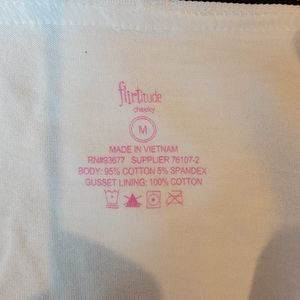 flirtitude
cheeky
M
MADE IN VIETNAM
RN#93677 SUPPLIER 76107-2
BODY: 95% COTTON 5% SPANDEX
GUSSET LINING: 100% COTTON